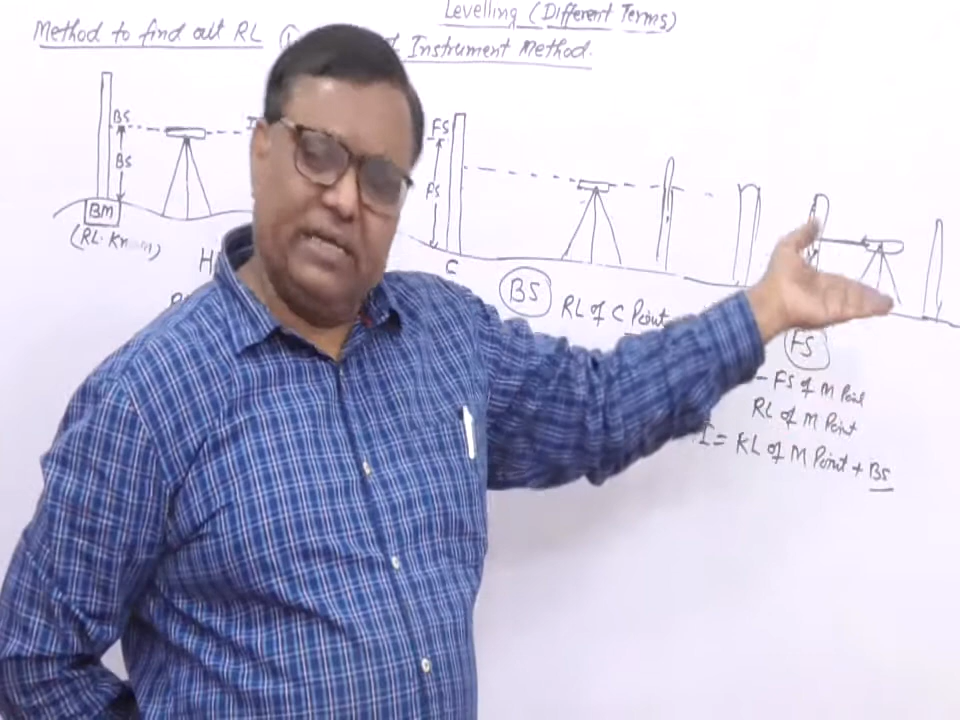 Levelling (Different Terms)
Method to find out RL
of Instrument Method.
BS
FS
BS
FS
BM
(RL. Known)
C
BS
RL of C Point
FS
- FS of M Point
RL of M Point
I = RL of M Point + BS